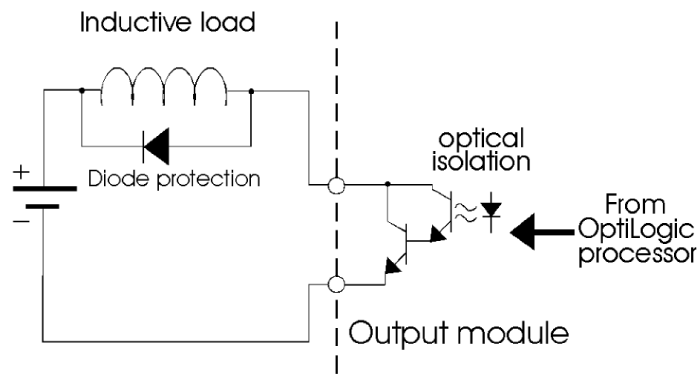 Inductive load
Diode protection
+
−
optical
isolation
From
OptiLogic
processor
Output module